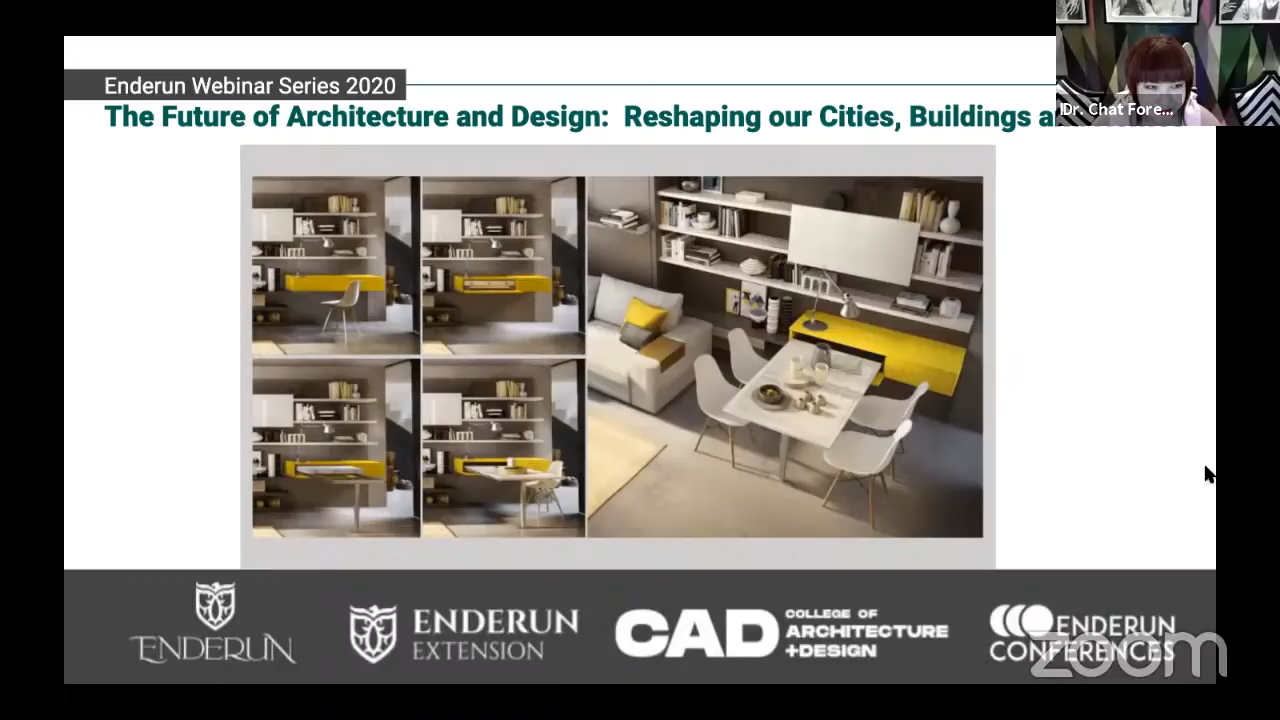 Enderun Webinar Series 2020
The Future of Architecture and Design: Reshaping our Cities, Buildings
Dr. Chat Fore...
ENDERUN
ENDERUN
EXTENSION
CAD
COLLEGE OF
ARCHITECTURE
+DESIGN
ENDERUN
CONFERENCES
zoom